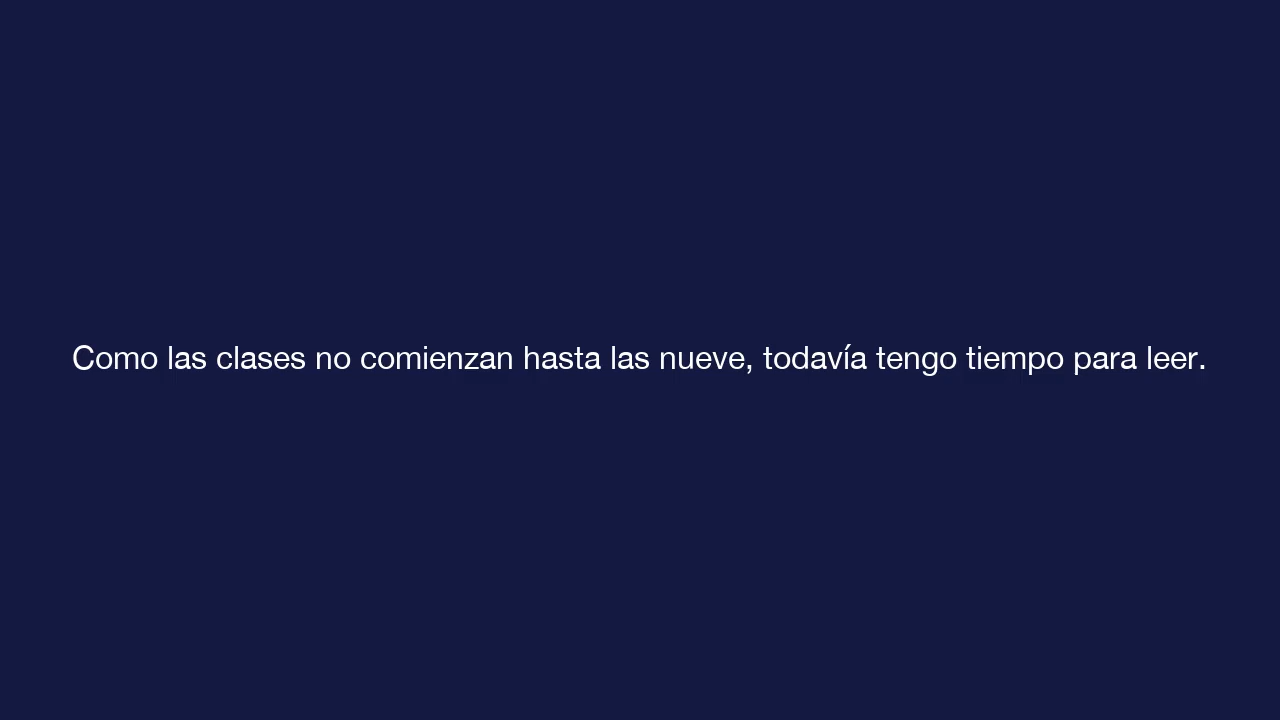 Como las clases no comienzan hasta las nueve, todavía tengo tiempo para leer.